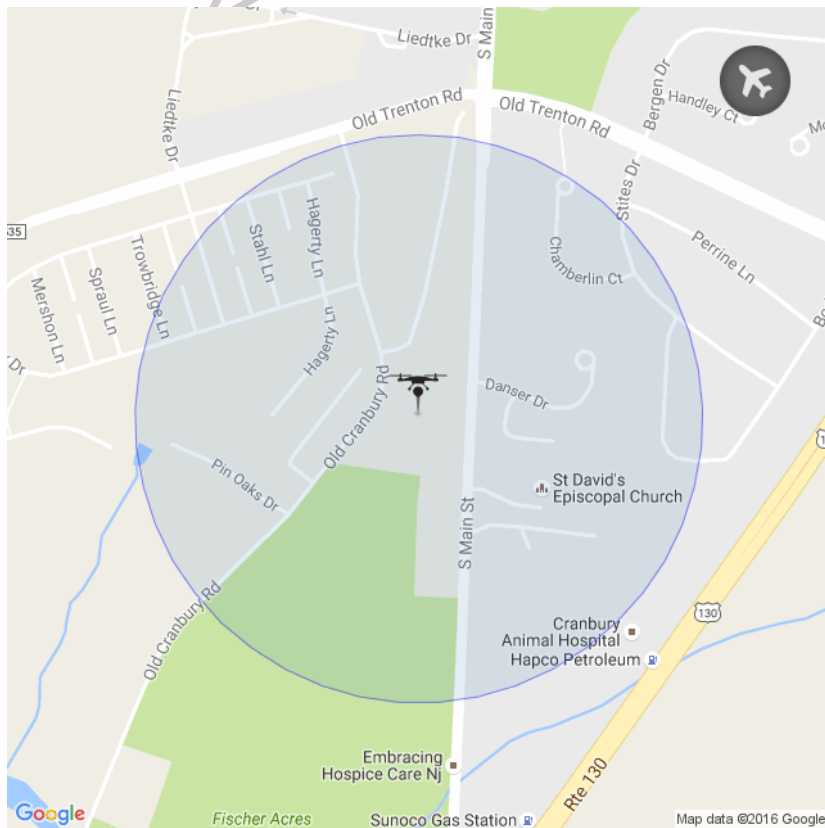 Liedtke Dr
S Main St
Old Trenton Rd
Old Trenton Rd
Bergen Dr
Handley Ct
Liedtke Dr
Stites Dr
535
Hagerty Ln
Stahl Ln
Trowbridge Ln
Spraul Ln
Mershon Ln
Perrine Ln
Chamberlin Ct
Hagerty Ln
Danser Dr
Old Cranbury Rd
Pin Oaks Dr
St David's
Episcopal Church
S Main St
Old Cranbury Rd
130
Cranbury
Animal Hospital
Hapco Petroleum
Embracing
Hospice Care Nj
Rte 130
Google
Fischer Acres
Sunoco Gas Station
Map data ©2016 Google